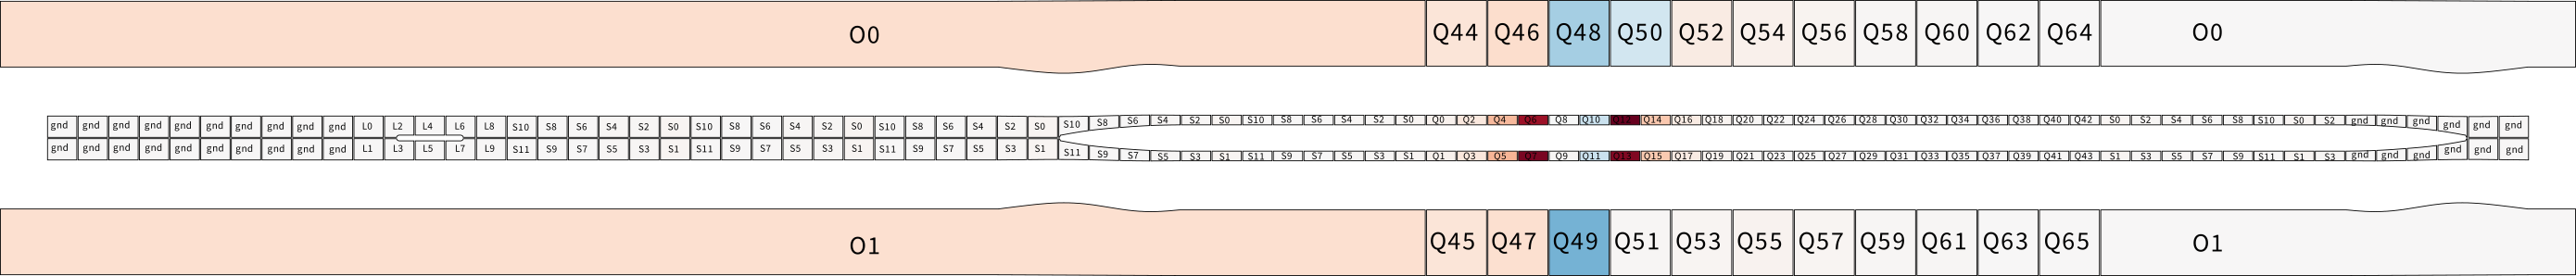 O0 Q44 Q46 Q48 Q50 Q52 Q54 Q56 Q58 Q60 Q62 Q64 O0
gnd gnd gnd gnd gnd gnd gnd gnd gnd gnd L0 L2 L4 L6 L8 S10 S8 S6 S4 S2 S0 S10 S8 S6 S4 S2 S0 S10 S8 S6 S4 S2 S0 S10 S8 S6 S4 S2 S0 S10 S8 S6 S4 S2 S0 Q0 Q2 Q4 Q6 Q8 Q10 Q12 Q14 Q16 Q18 Q20 Q22 Q24 Q26 Q28 Q30 Q32 Q34 Q36 Q38 Q40 Q42 S0 S2 S4 S6 S8 S10 S0 S2 gnd gnd gnd gnd gnd gnd
gnd gnd gnd gnd gnd gnd gnd gnd gnd gnd L1 L3 L5 L7 L9 S11 S9 S7 S5 S3 S1 S11 S9 S7 S5 S3 S1 S11 S9 S7 S5 S3 S1 S11 S9 S7 S5 S3 S1 S11 S9 S7 S5 S3 S1 Q1 Q3 Q5 Q7 Q9 Q11 Q13 Q15 Q17 Q19 Q21 Q23 Q25 Q27 Q29 Q31 Q33 Q35 Q37 Q39 Q41 Q43 S1 S3 S5 S7 S9 S11 S1 S3 gnd gnd gnd gnd gnd gnd
O1 Q45 Q47 Q49 Q51 Q53 Q55 Q57 Q59 Q61 Q63 Q65 O1